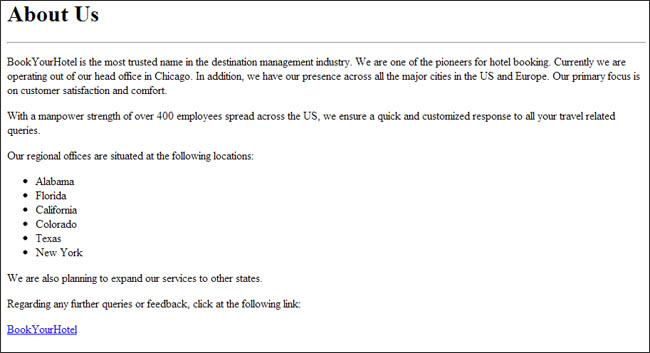 About Us
BookYourHotel is the most trusted name in the destination management industry. We are one of the pioneers for hotel booking. Currently we are
operating out of our head office in Chicago. In addition, we have our presence across all the major cities in the US and Europe. Our primary focus is
on customer satisfaction and comfort.
With a manpower strength of over 400 employees spread across the US, we ensure a quick and customized response to all your travel related
queries.
Our regional offices are situated at the following locations:
• Alabama
• Florida
• California
• Colorado
• Texas
• New York
We are also planning to expand our services to other states.
Regarding any further queries or feedback, click at the following link:
BookYourHotel